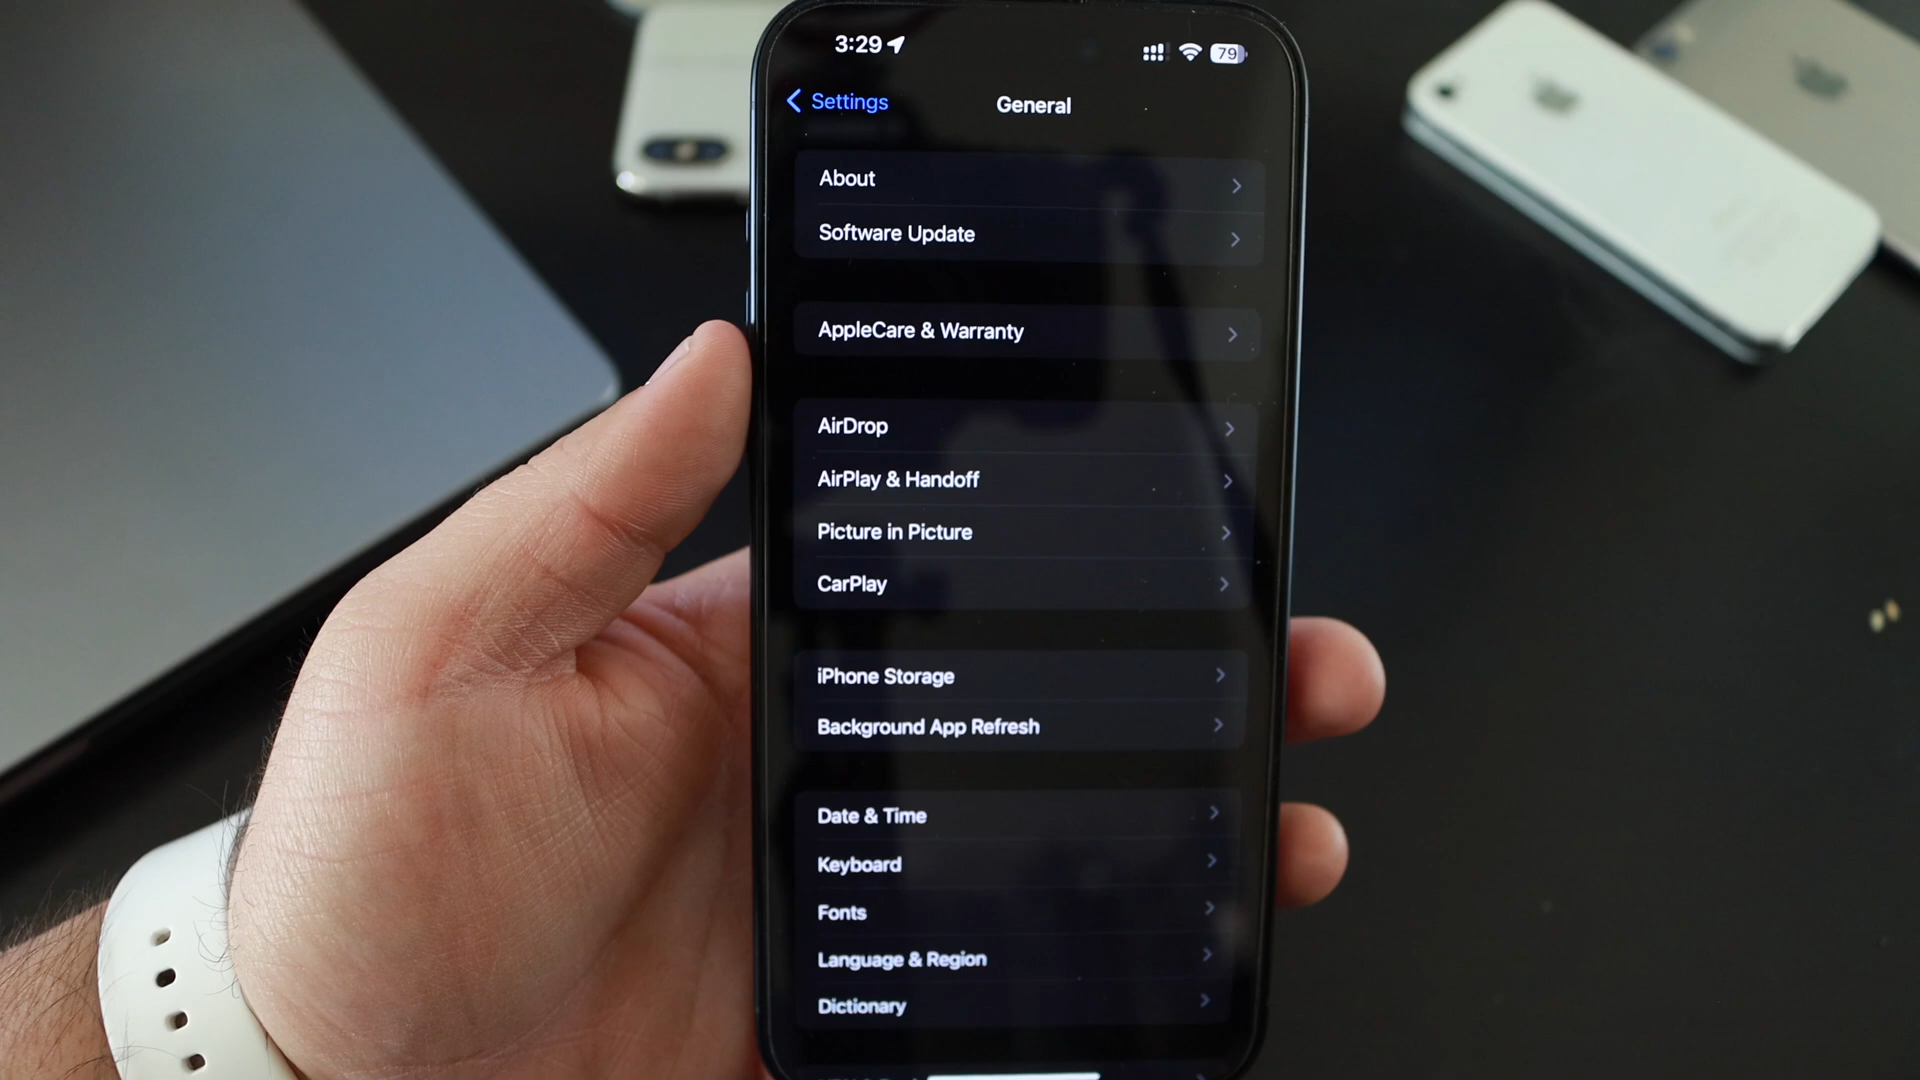 3:29
79
Settings
General
About
Software Update
AppleCare & Warranty
AirDrop
AirPlay & Handoff
Picture in Picture
CarPlay
iPhone Storage
Background App Refresh
Date & Time
Keyboard
Fonts
Language & Region
Dictionary